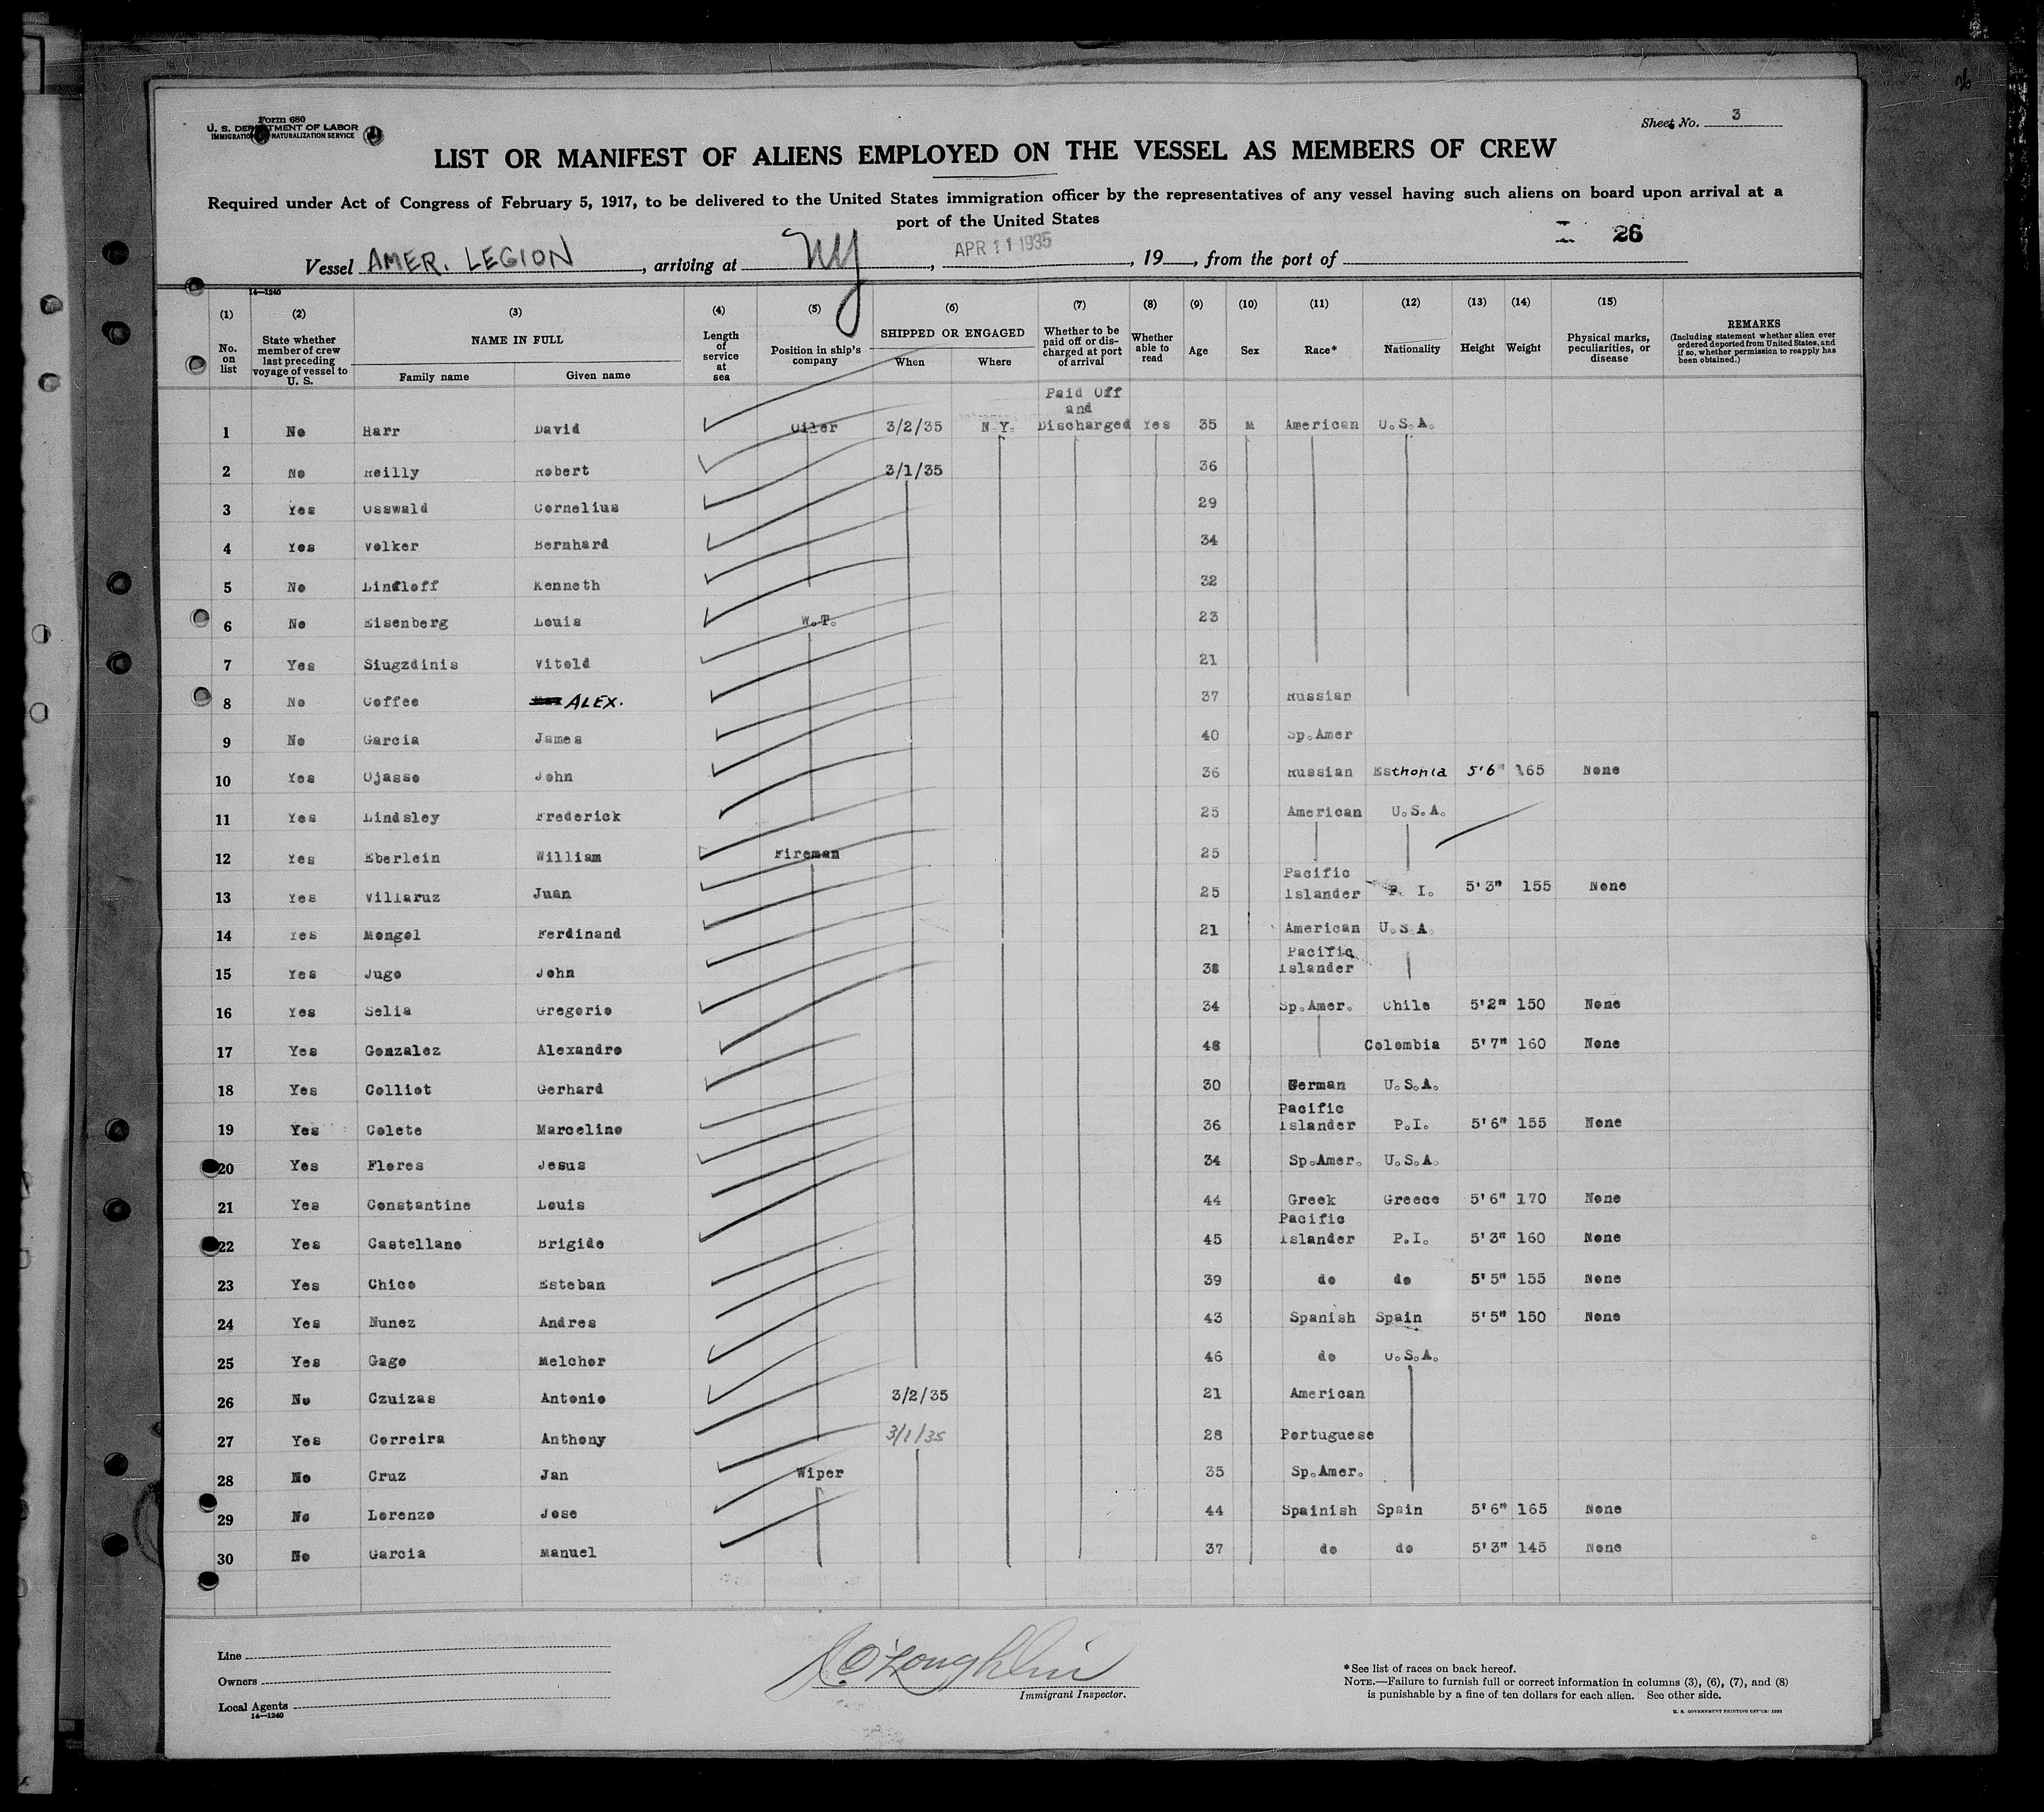 Form 680
U. S. DEPARTMENT OF LABOR
IMMIGRATION NATURALIZATION SERVICE
Sheet No. 3
LIST OR MANIFEST OF ALIENS EMPLOYED ON THE VESSEL AS MEMBERS OF CREW
Required under Act of Congress of February 5, 1917, to be delivered to the United States immigration officer by the representatives of any vessel having such aliens on board upon arrival at a
port of the United States
26
Vessel AMER. LEGION, arriving at NY, APR 11 1935, 19, from the port of
14—1240
(1) (2) (3) (4) (5) (6) (7) (8) (9) (10) (11) (12) (13) (14) (15)
No. on list State whether member of crew last preceding voyage of vessel to U. S. NAME IN FULL Family name Given name Length of service at sea Position in ship's company SHIPPED OR ENGAGED When Where Whether to be paid off or discharged at port of arrival Whether able to read Age Sex Race* Nationality Height Weight Physical marks, peculiarities, or disease REMARKS (Including statement whether alien ever ordered deported from United States, and if so, whether permission to reapply has been obtained.)
Paid Off
and
1 No Harr David Oiler 3/2/35 N.Y. Discharged Yes 35 M American U.S.A.
2 No Reilly Robert 3/1/35 36
3 Yes Osswald Cornelius 29
4 Yes Volker Bernhard 34
5 No Lindloff Kenneth 32
6 No Eisenberg Louis W.T. 23
7 Yes Siugzdinis Vitold 21
8 No Coffee ALEX. 37 Russian
9 No Garcia James 40 Sp.Amer
10 Yes Ojasso John 36 Russian Esthonia 5'6" 165 None
11 Yes Lindsley Frederick 25 American U.S.A.
12 Yes Eberlein William Fireman 25
13 Yes Villaruz Juan 25 Pacific Islander P. I. 5'3" 155 None
14 Yes Mongol Ferdinand 21 American U.S.A.
15 Yes Jugo John 38 Pacific Islander
16 Yes Selia Gregorio 34 Sp.Amer. Chile 5'2" 150 None
17 Yes Gonzalez Alexandro 48 Colombia 5'7" 160 None
18 Yes Colliot Gerhard 30 German U.S.A.
19 Yes Colete Marcelino 36 Pacific Islander P.I. 5'6" 155 None
20 Yes Flores Jesus 34 Sp.Amer. U.S.A.
21 Yes Constantine Louis 44 Greek Greece 5'6" 170 None
22 Yes Castellano Brigido 45 Pacific Islander P.I. 5'3" 160 None
23 Yes Chico Esteban 39 do do 5'5" 155 None
24 Yes Nunez Andres 43 Spanish Spain 5'5" 150 None
25 Yes Gago Melchor 46 do U.S.A.
26 No Czuizas Antonio 3/2/35 21 American
27 Yes Correira Anthony 3/1/35 28 Portuguese
28 No Cruz Jan Wiper 35 Sp.Amer.
29 No Lorenzo Jose 44 Spainish Spain 5'6" 165 None
30 No Garcia Manuel 37 do do 5'3" 145 None
Line
Owners
Local Agents
14—1240
O'Loughlin
Immigrant Inspector.
*See list of races on back hereof.
NOTE.—Failure to furnish full or correct information in columns (3), (6), (7), and (8)
is punishable by a fine of ten dollars for each alien. See other side.